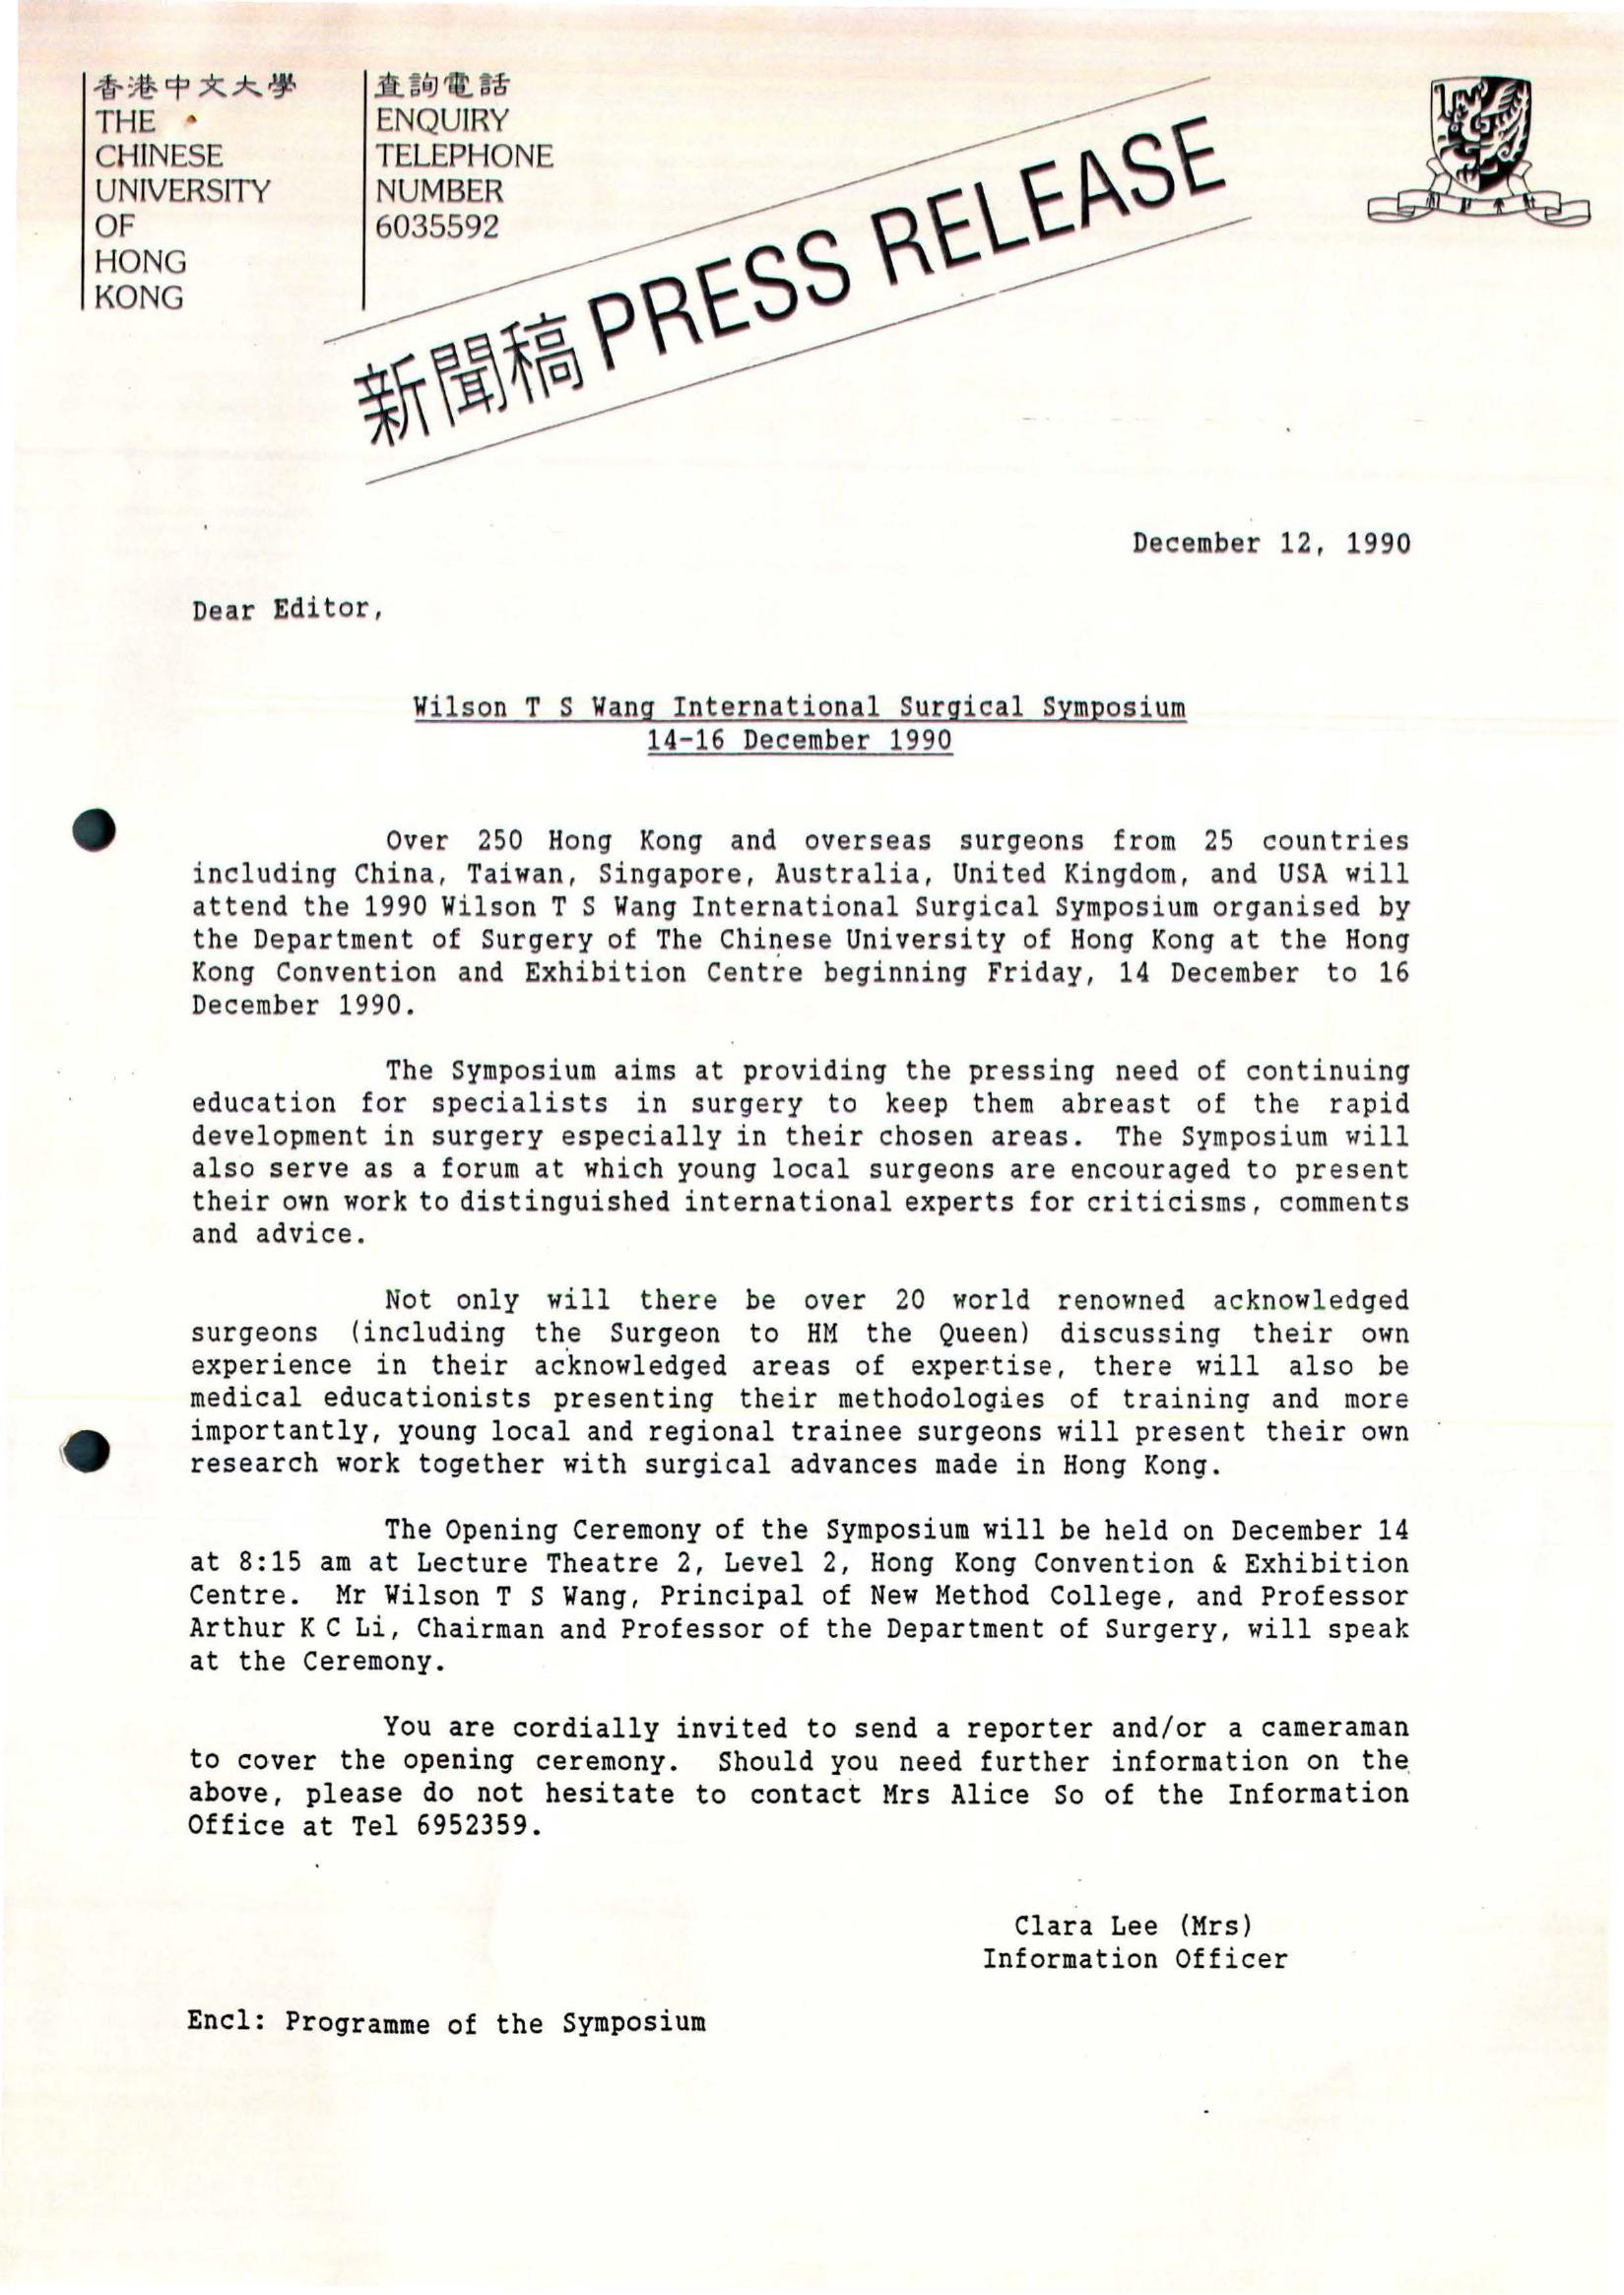 香港中文大學
THE
CHINESE
UNIVERSITY
OF
HONG
KONG
查詢電話
ENQUIRY
TELEPHONE
NUMBER
6035592
新聞稿 PRESS RELEASE
December 12, 1990
Dear Editor,
Wilson T S Wang International Surgical Symposium
14-16 December 1990
Over 250 Hong Kong and overseas surgeons from 25 countries
including China, Taiwan, Singapore, Australia, United Kingdom, and USA will
attend the 1990 Wilson T S Wang International Surgical Symposium organised by
the Department of Surgery of The Chinese University of Hong Kong at the Hong
Kong Convention and Exhibition Centre beginning Friday, 14 December to 16
December 1990.
The Symposium aims at providing the pressing need of continuing
education for specialists in surgery to keep them abreast of the rapid
development in surgery especially in their chosen areas. The Symposium will
also serve as a forum at which young local surgeons are encouraged to present
their own work to distinguished international experts for criticisms, comments
and advice.
Not only will there be over 20 world renowned acknowledged
surgeons (including the Surgeon to HM the Queen) discussing their own
experience in their acknowledged areas of expertise, there will also be
medical educationists presenting their methodologies of training and more
importantly, young local and regional trainee surgeons will present their own
research work together with surgical advances made in Hong Kong.
The Opening Ceremony of the Symposium will be held on December 14
at 8:15 am at Lecture Theatre 2, Level 2, Hong Kong Convention & Exhibition
Centre. Mr Wilson T S Wang, Principal of New Method College, and Professor
Arthur K C Li, Chairman and Professor of the Department of Surgery, will speak
at the Ceremony.
You are cordially invited to send a reporter and/or a cameraman
to cover the opening ceremony. Should you need further information on the
above, please do not hesitate to contact Mrs Alice So of the Information
Office at Tel 6952359.
Clara Lee (Mrs)
Information Officer
Encl: Programme of the Symposium